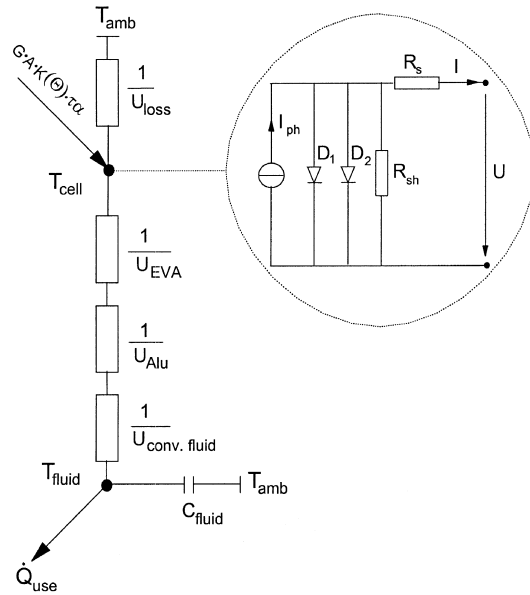 T_amb
G·A·K(Θ)·τα
1
U_loss
T_cell
1
U_EVA
1
U_Alu
1
U_conv. fluid
T_fluid
T_amb
C_fluid
Q̇_use
R_s
I
I_ph
D_1
D_2
R_sh
U